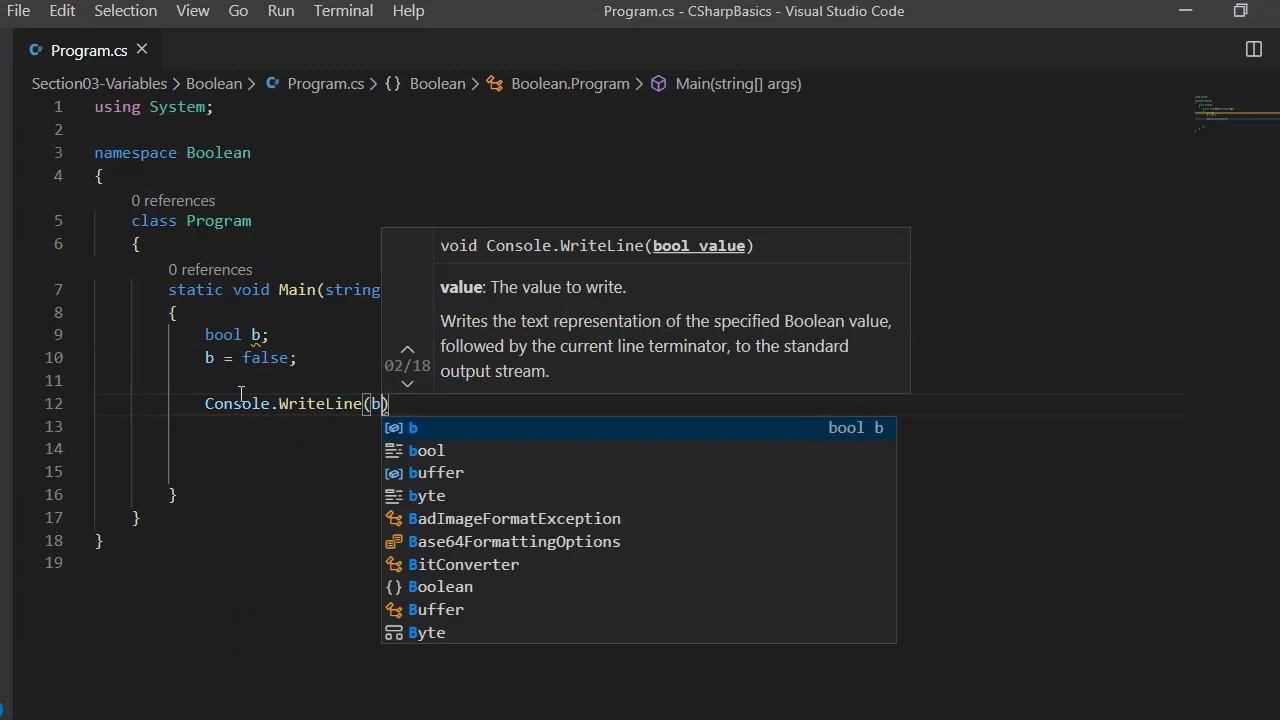 File Edit Selection View Go Run Terminal Help Program.cs - CSharpBasics - Visual Studio Code
Program.cs
Section03-Variables > Boolean > Program.cs > {} Boolean > Boolean.Program > Main(string[] args)
1 using System;
2
3 namespace Boolean
4 {
0 references
5 class Program
6 {
0 references
7 static void Main(string
8 {
9 bool b;
10 b = false;
11
12 Console.WriteLine(b)
13
14
15
16 }
17 }
18 }
19
void Console.WriteLine(bool value)
value: The value to write.
Writes the text representation of the specified Boolean value,
followed by the current line terminator, to the standard
output stream.
02/18
b bool b
bool
buffer
byte
BadImageFormatException
Base64FormattingOptions
BitConverter
{} Boolean
Buffer
Byte